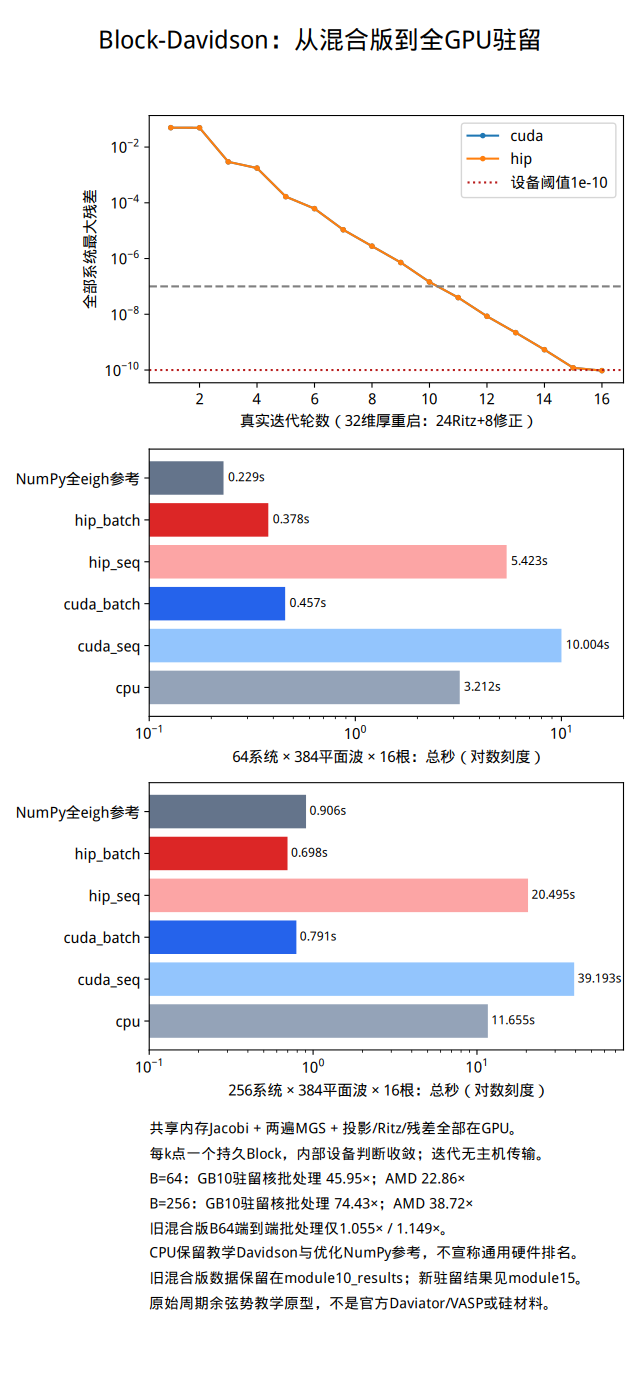 Block-Davidson：从混合版到全GPU驻留
全部系统最大残差
10⁻²
10⁻⁴
10⁻⁶
10⁻⁸
10⁻¹⁰
cuda
hip
设备阈值1e-10
2 4 6 8 10 12 14 16
真实迭代轮数（32维厚重启：24Ritz+8修正）
NumPy全eigh参考 0.229s
hip_batch 0.378s
hip_seq 5.423s
cuda_batch 0.457s
cuda_seq 10.004s
cpu 3.212s
10⁻¹ 10⁰ 10¹
64系统 × 384平面波 × 16根：总秒（对数刻度）
NumPy全eigh参考 0.906s
hip_batch 0.698s
hip_seq 20.495s
cuda_batch 0.791s
cuda_seq 39.193s
cpu 11.655s
10⁻¹ 10⁰ 10¹
256系统 × 384平面波 × 16根：总秒（对数刻度）
共享内存Jacobi + 两遍MGS + 投影/Ritz/残差全部在GPU。
每k点一个持久Block，内部设备判断收敛；迭代无主机传输。
B=64：GB10驻留核批处理 45.95×；AMD 22.86×
B=256：GB10驻留核批处理 74.43×；AMD 38.72×
旧混合版B64端到端批处理仅1.055× / 1.149×。
CPU保留教学Davidson与优化NumPy参考，不宣称通用硬件排名。
旧混合版数据保留在module10_results；新驻留结果见module15。
原始周期余弦势教学原型，不是官方Daviator/VASP或硅材料。